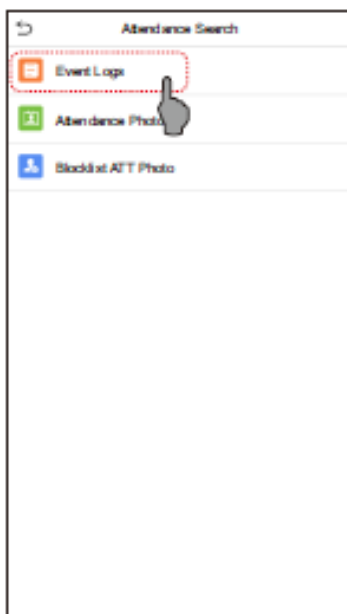 Attendance Search
Event Logs
Attendance Photo
Blocklist ATT Photo